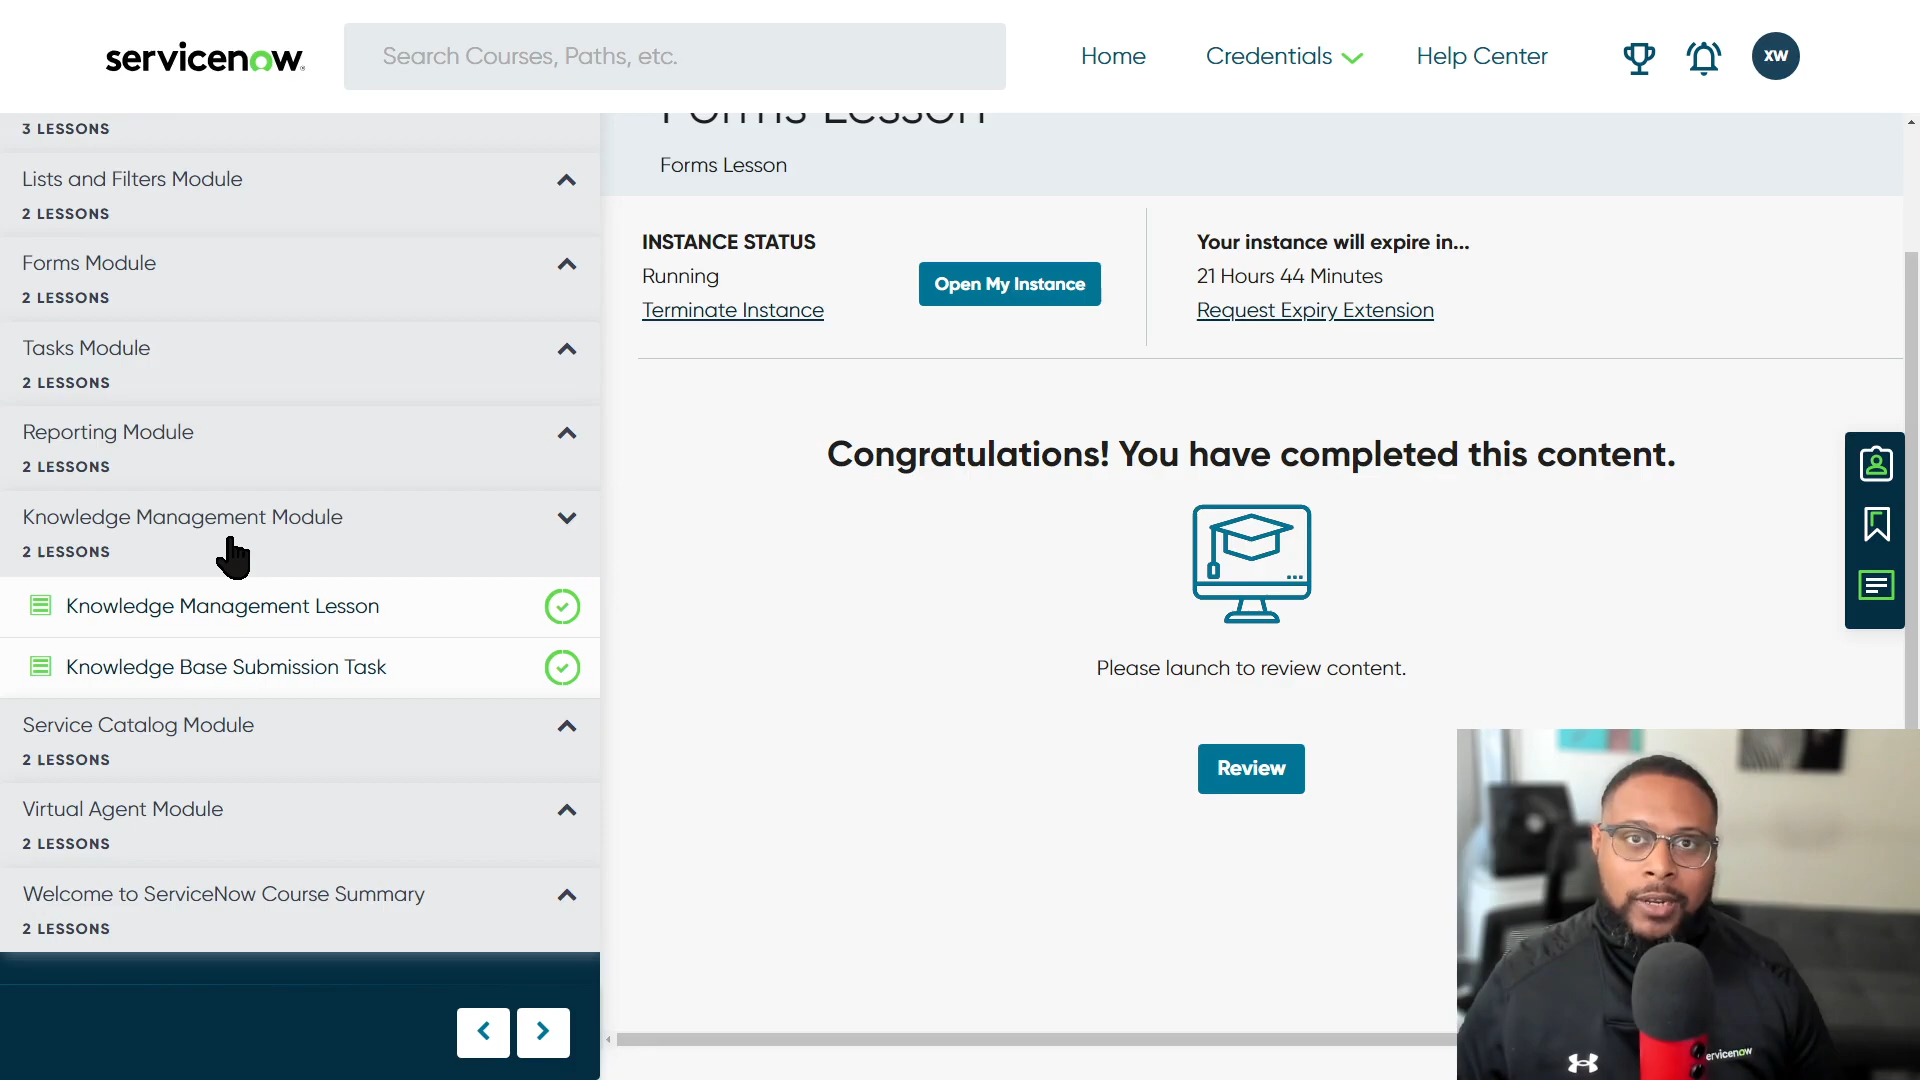 servicenow
Search Courses, Paths, etc.
Home
Credentials
Help Center
XW
3 LESSONS
Lists and Filters Module
2 LESSONS
Forms Module
2 LESSONS
Tasks Module
2 LESSONS
Reporting Module
2 LESSONS
Knowledge Management Module
2 LESSONS
Knowledge Management Lesson
Knowledge Base Submission Task
Service Catalog Module
2 LESSONS
Virtual Agent Module
2 LESSONS
Welcome to ServiceNow Course Summary
2 LESSONS
Forms Lesson
Forms Lesson
INSTANCE STATUS
Running
Terminate Instance
Open My Instance
Your instance will expire in...
21 Hours 44 Minutes
Request Expiry Extension
Congratulations! You have completed this content.
Please launch to review content.
Review
servicenow